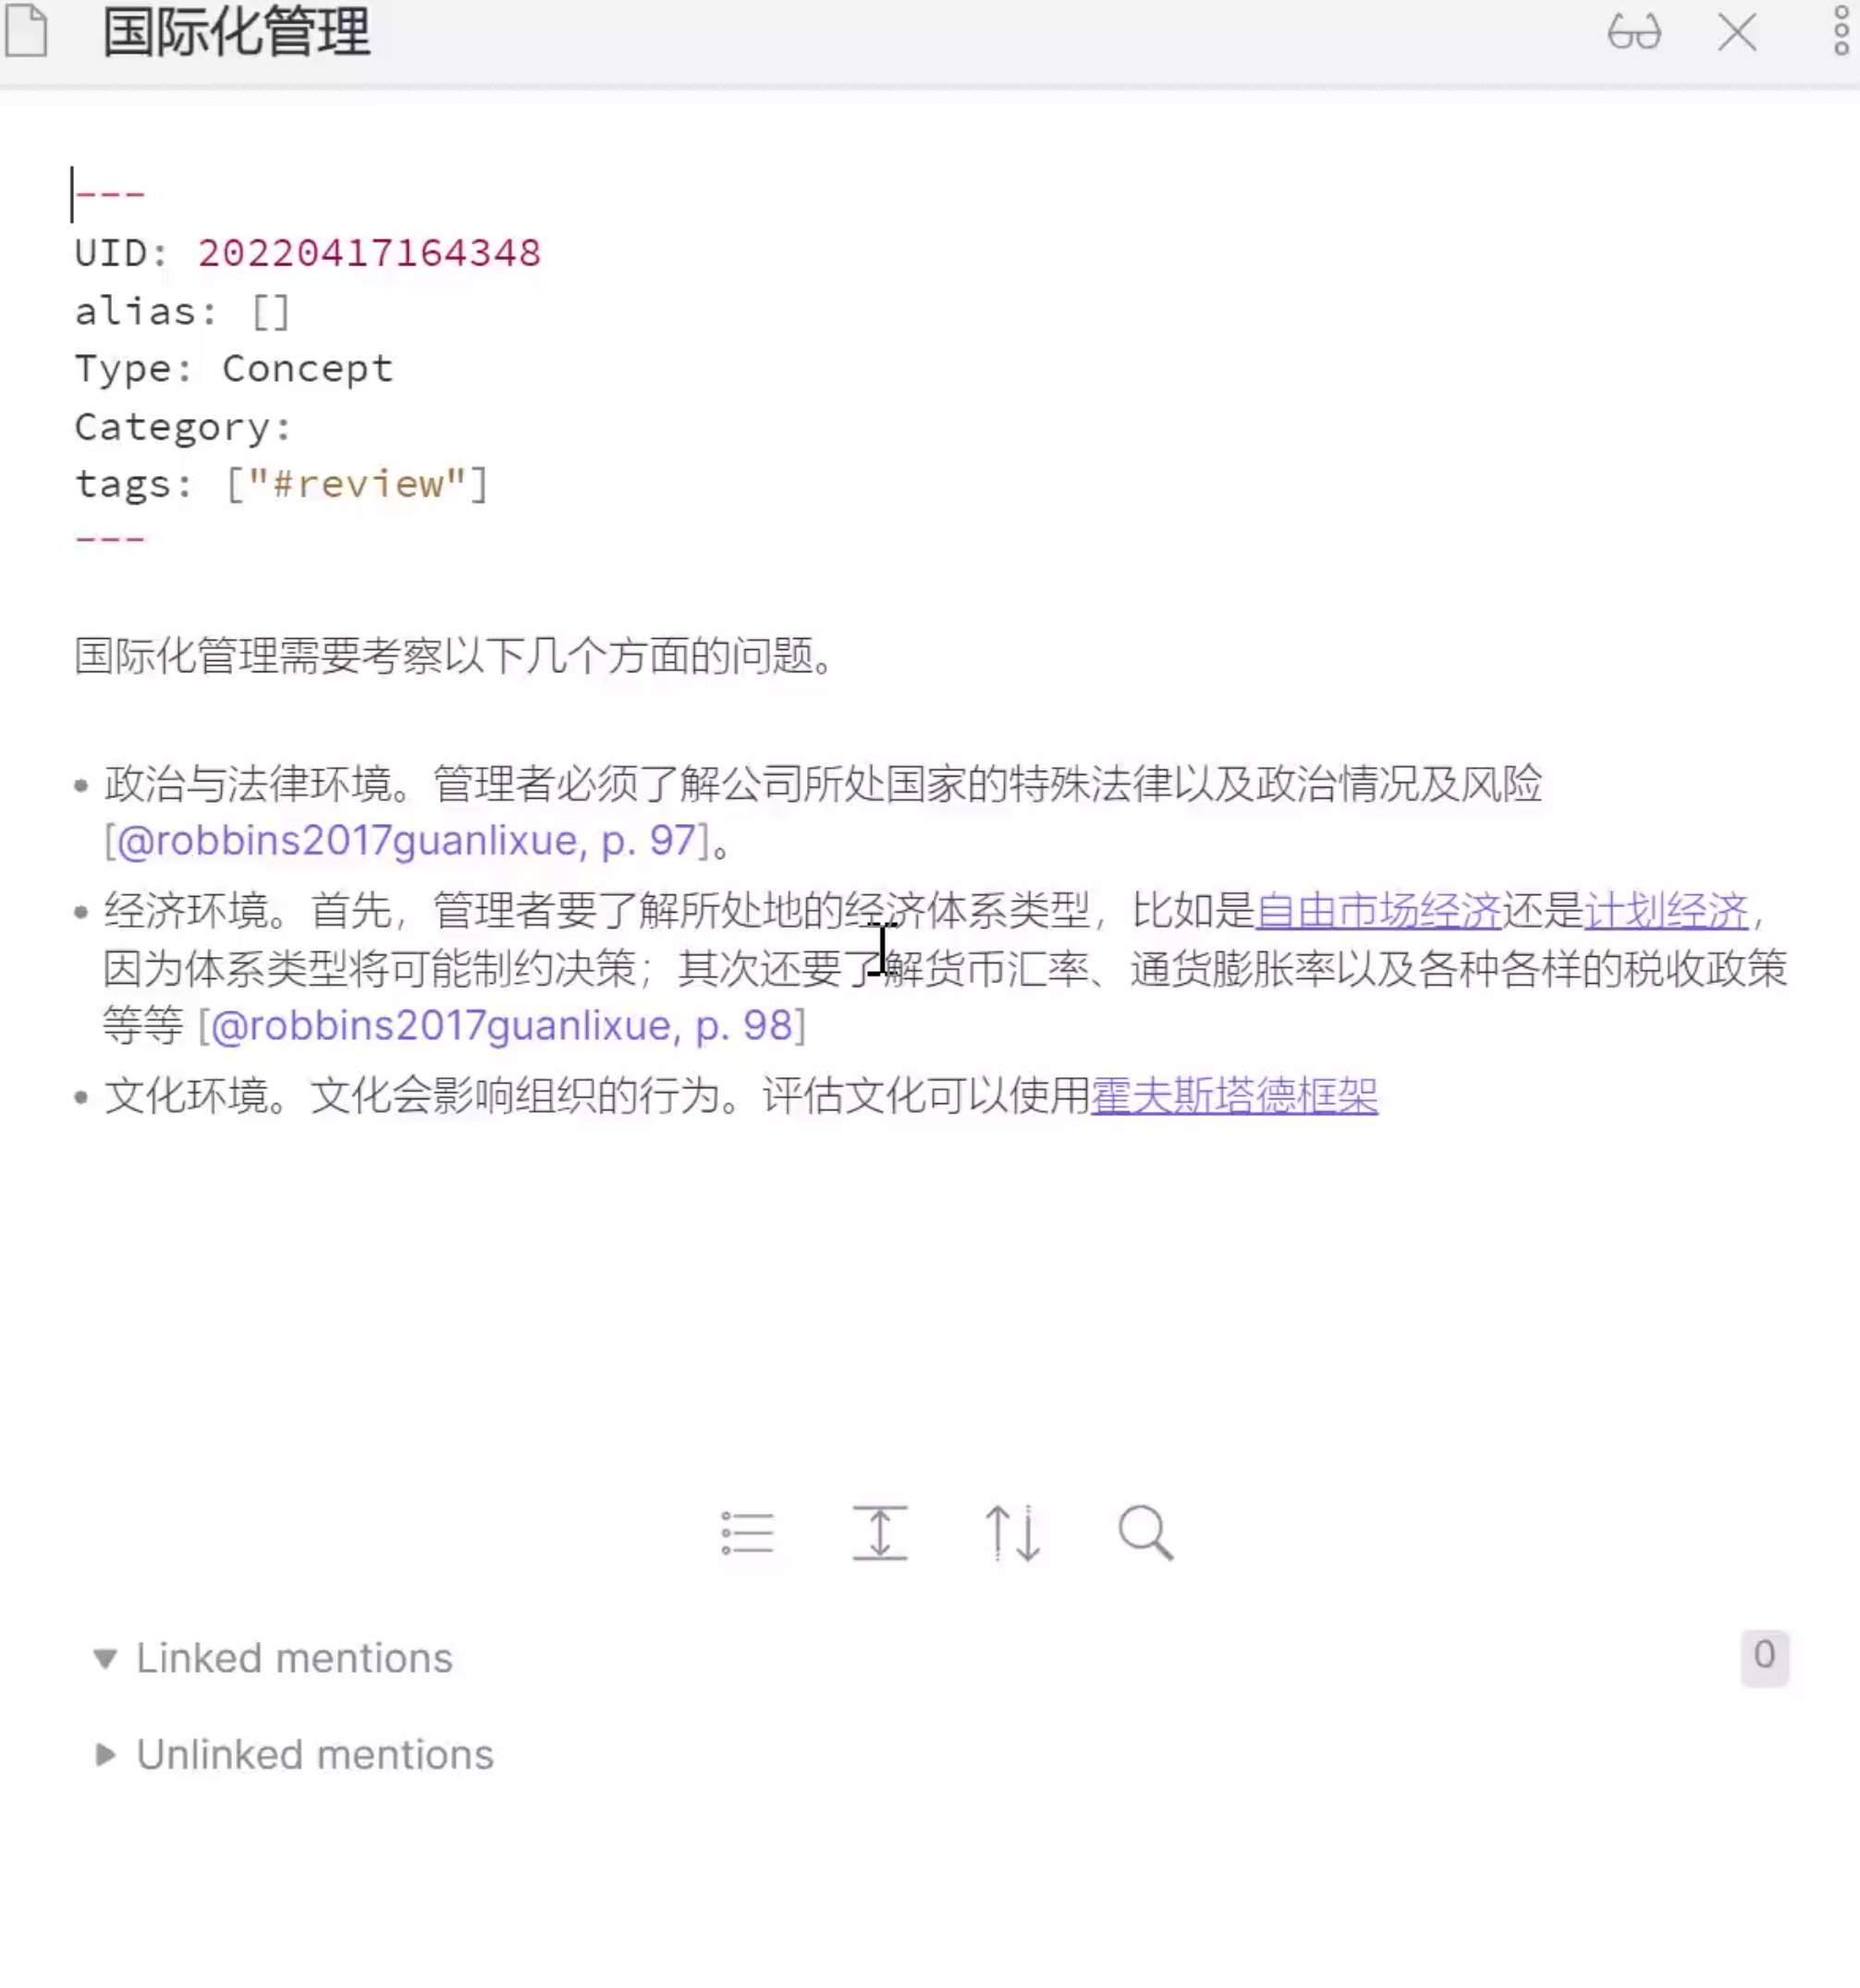 国际化管理
---
UID: 20220417164348
alias: []
Type: Concept
Category:
tags: ["#review"]
---
国际化管理需要考察以下几个方面的问题。
• 政治与法律环境。管理者必须了解公司所处国家的特殊法律以及政治情况及风险
[@robbins2017guanlixue, p. 97]。
• 经济环境。首先，管理者要了解所处地的经济体系类型，比如是自由市场经济还是计划经济，
因为体系类型将可能制约决策；其次还要了解货币汇率、通货膨胀率以及各种各样的税收政策
等等 [@robbins2017guanlixue, p. 98]
• 文化环境。文化会影响组织的行为。评估文化可以使用霍夫斯塔德框架
Linked mentions 0
Unlinked mentions